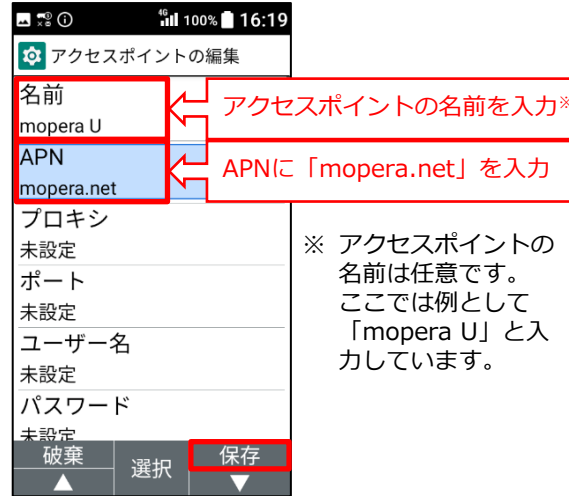 4G 100% 16:19
アクセスポイントの編集
名前
mopera U
アクセスポイントの名前を入力※
APN
mopera.net
APNに「mopera.net」を入力
プロキシ
未設定
ポート
未設定
ユーザー名
未設定
パスワード
未設定
※ アクセスポイントの
名前は任意です。
ここでは例として
「mopera U」と入
力しています。
破棄 選択 保存